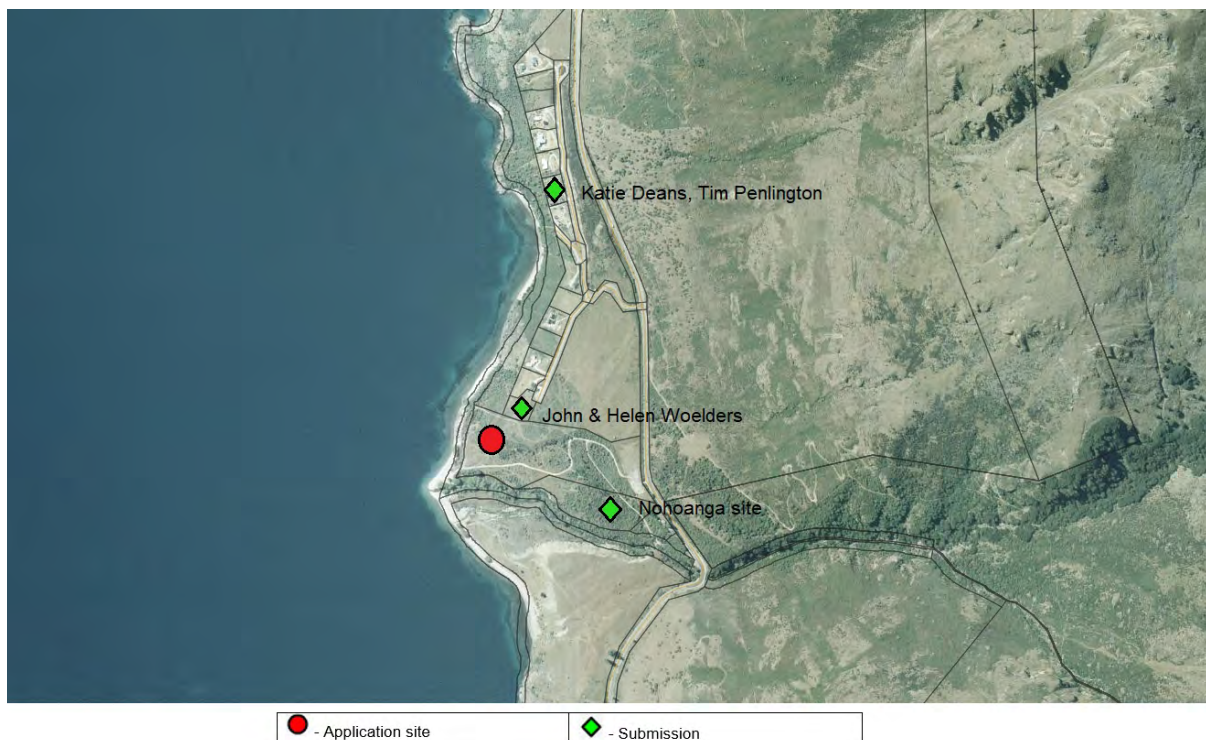 Katie Deans, Tim Penlington
John & Helen Woelders
Nohoanga site
- Application site
- Submission